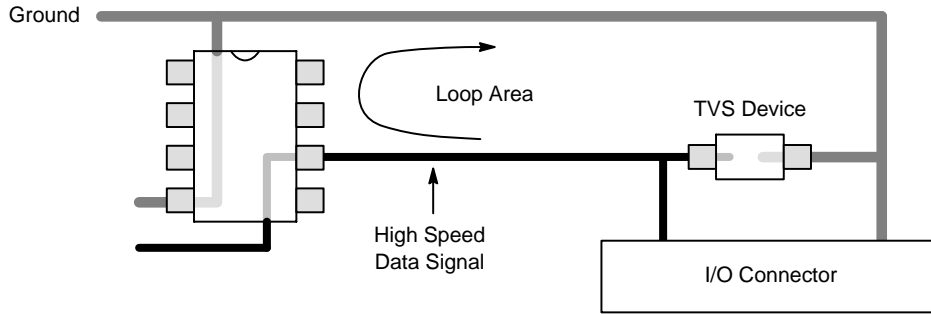 Ground
Loop Area
TVS Device
High Speed
Data Signal
I/O Connector